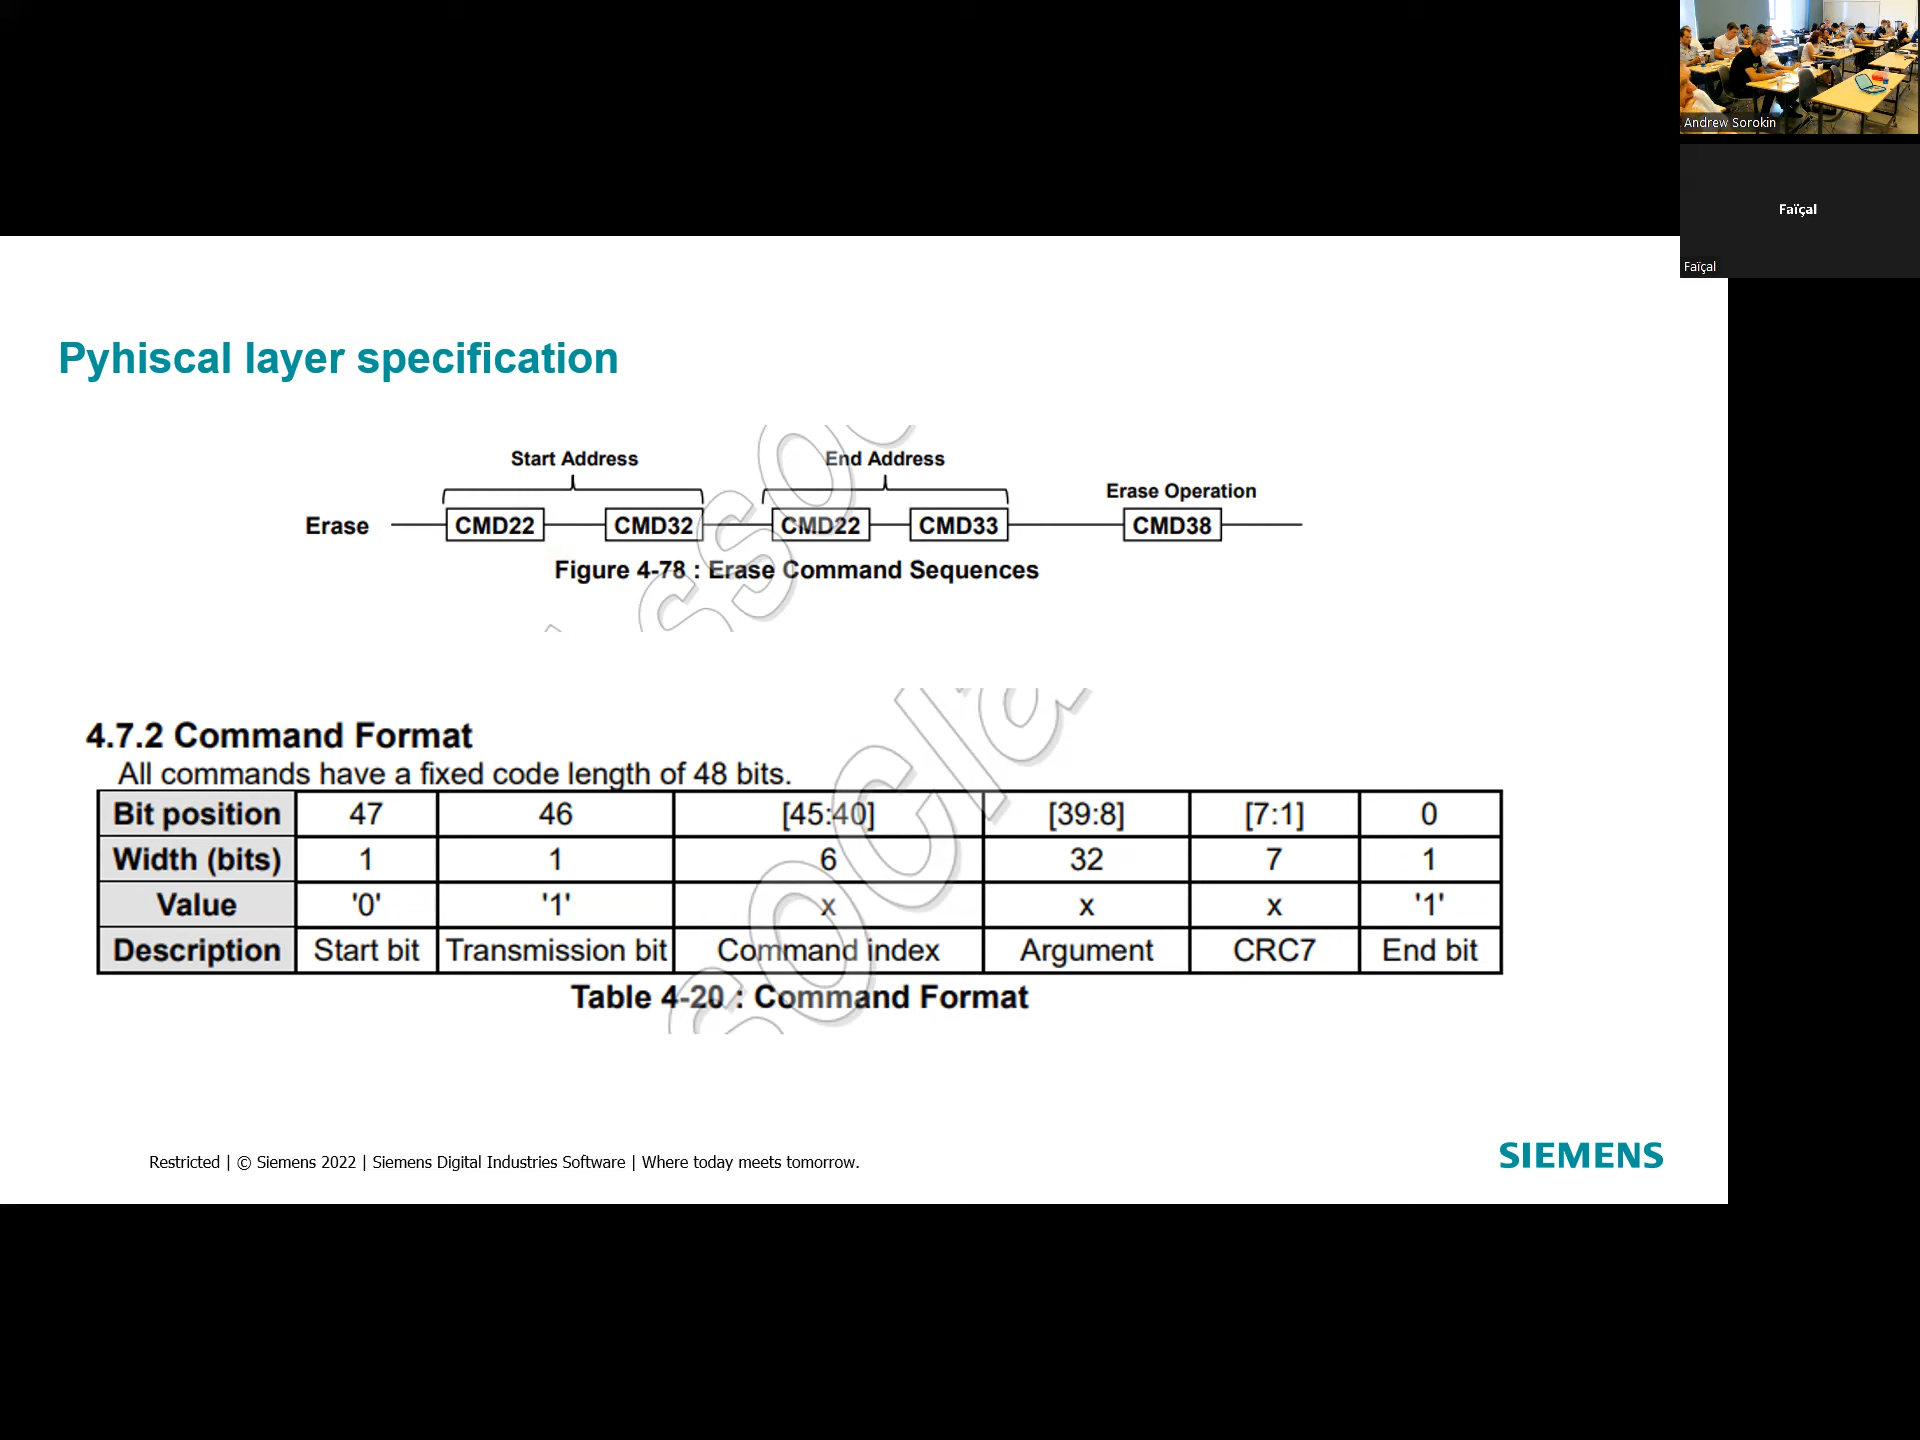 Andrew Sorokin
Faïçal
Faïçal
Pyhiscal layer specification
Start Address End Address
Erase Operation
Erase CMD22 CMD32 CMD22 CMD33 CMD38
Figure 4-78 : Erase Command Sequences
4.7.2 Command Format
All commands have a fixed code length of 48 bits.
Bit position 47 46 [45:40] [39:8] [7:1] 0
Width (bits) 1 1 6 32 7 1
Value '0' '1' x x x '1'
Description Start bit Transmission bit Command index Argument CRC7 End bit
Table 4-20 : Command Format
Restricted | © Siemens 2022 | Siemens Digital Industries Software | Where today meets tomorrow.
SIEMENS